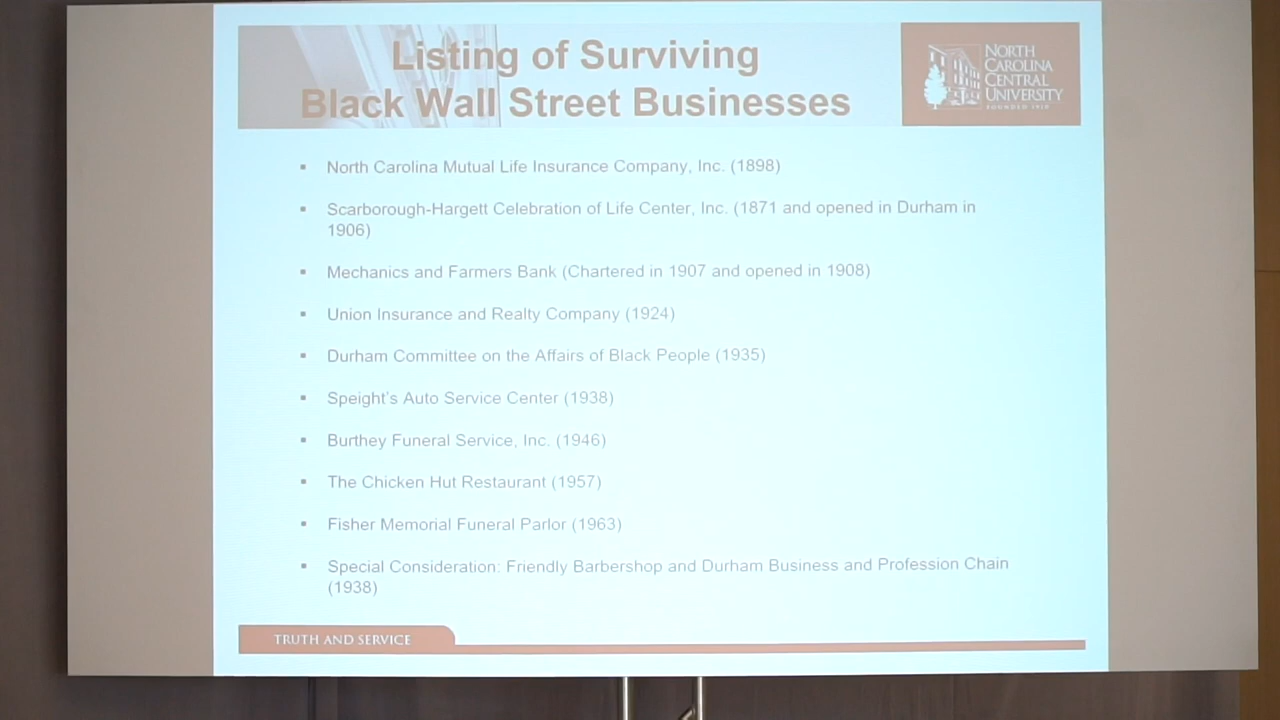 Listing of Surviving
Black Wall Street Businesses
NORTH
CAROLINA
CENTRAL
UNIVERSITY
FOUNDED 1910
▪ North Carolina Mutual Life Insurance Company, Inc. (1898)
▪ Scarborough-Hargett Celebration of Life Center, Inc. (1871 and opened in Durham in
1906)
▪ Mechanics and Farmers Bank (Chartered in 1907 and opened in 1908)
▪ Union Insurance and Realty Company (1924)
▪ Durham Committee on the Affairs of Black People (1935)
▪ Speight's Auto Service Center (1938)
▪ Burthey Funeral Service, Inc. (1946)
▪ The Chicken Hut Restaurant (1957)
▪ Fisher Memorial Funeral Parlor (1963)
▪ Special Consideration: Friendly Barbershop and Durham Business and Profession Chain
(1938)
TRUTH AND SERVICE